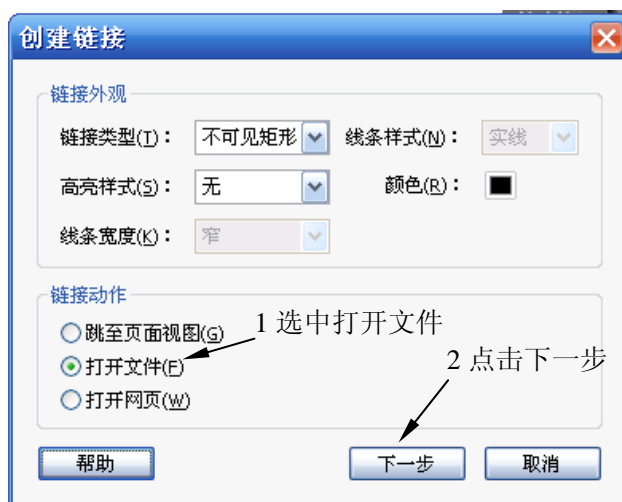 创建链接
链接外观
链接类型(T)： 不可见矩形 线条样式(N)： 实线
高亮样式(S)： 无 颜色(R)：
线条宽度(K)： 窄
链接动作
跳至页面视图(G) 1 选中打开文件
打开文件(F) 2 点击下一步
打开网页(W)
帮助 下一步 取消